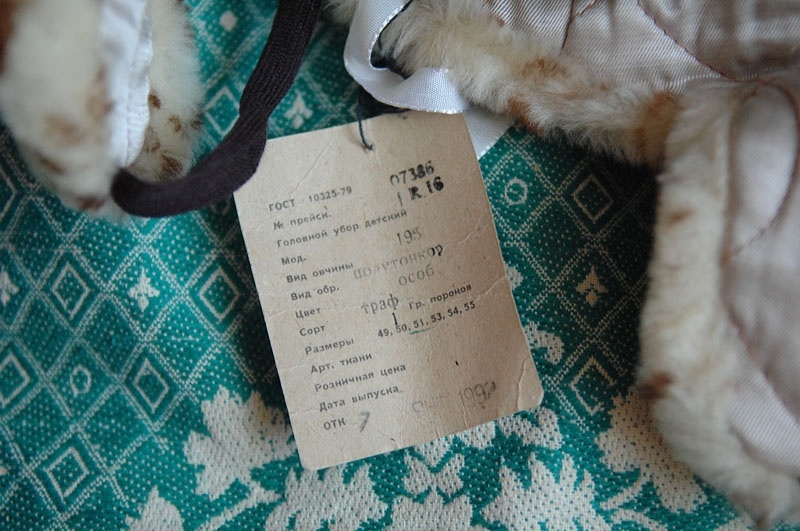 ГОСТ - 10325-79 07386
№ прейск. 1 R.16
Головной убор детский
Мод. 195
Вид овчины полутонкор
Вид обр. особ
Цвет траф
Сорт 1 Гр. пороков
Размеры 49, 50, 51, 53, 54, 55
Арт. ткани
Розничная цена
Дата выпуска
ОТК 7